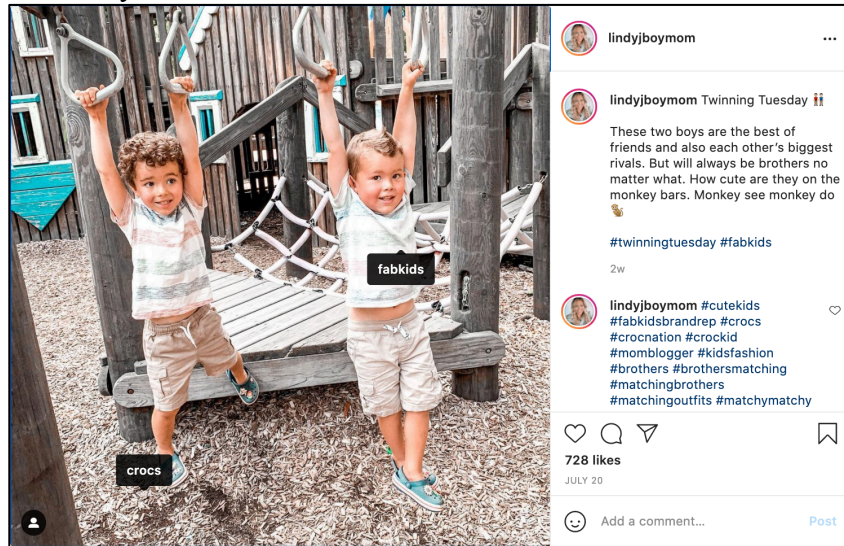 lindyjboymom
lindyjboymom Twinning Tuesday 👬
These two boys are the best of
friends and also each other's biggest
rivals. But will always be brothers no
matter what. How cute are they on the
monkey bars. Monkey see monkey do
🐒
#twinningtuesday #fabkids
2w
fabkids
crocs
lindyjboymom #cutekids
#fabkidsbrandrep #crocs
#crocnation #crockid
#momblogger #kidsfashion
#brothers #brothersmatching
#matchingbrothers
#matchingoutfits #matchymatchy
728 likes
JULY 20
Add a comment...
Post